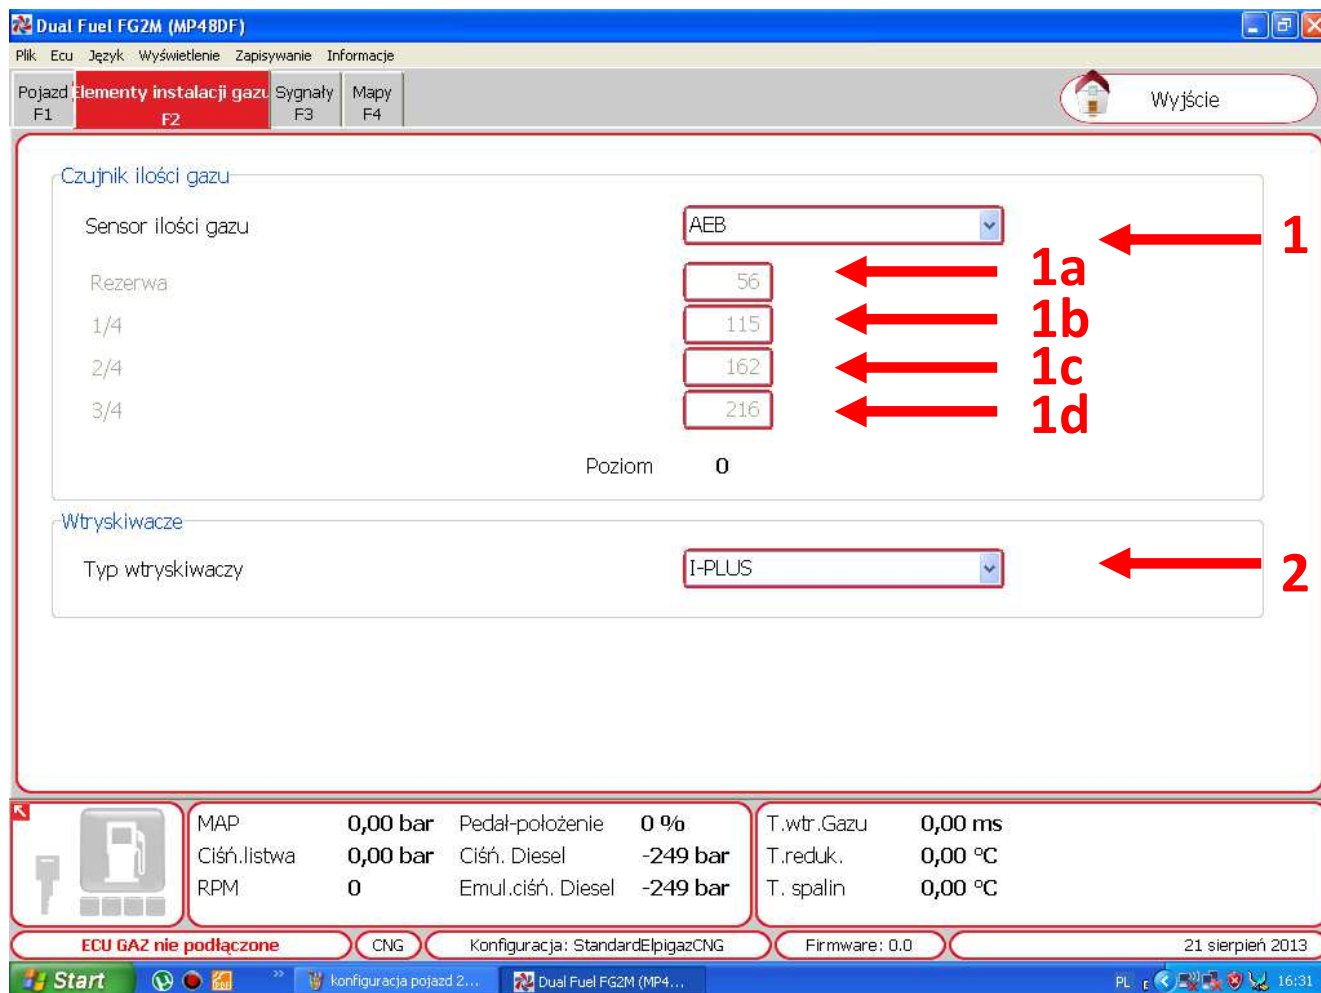 Dual Fuel FG2M (MP48DF)
Plik Ecu Język Wyświetlenie Zapisywanie Informacje
Pojazd F1
Elementy instalacji gazu F2
Sygnały F3
Mapy F4
Wyjście
Czujnik ilości gazu
Sensor ilości gazu AEB 1
Rezerwa 56 1a
1/4 115 1b
2/4 162 1c
3/4 216 1d
Poziom 0
Wtryskiwacze
Typ wtryskiwaczy I-PLUS 2
MAP 0,00 bar Pedał-położenie 0 % T.wtr.Gazu 0,00 ms
Ciśń.listwa 0,00 bar Ciśń. Diesel -249 bar T.reduk. 0,00 °C
RPM 0 Emul.ciśń. Diesel -249 bar T. spalin 0,00 °C
ECU GAZ nie podłączone CNG Konfiguracja: StandardElpigazCNG Firmware: 0.0 21 sierpień 2013
Start » konfiguracja pojazd 2... Dual Fuel FG2M (MP4... PL 16:31